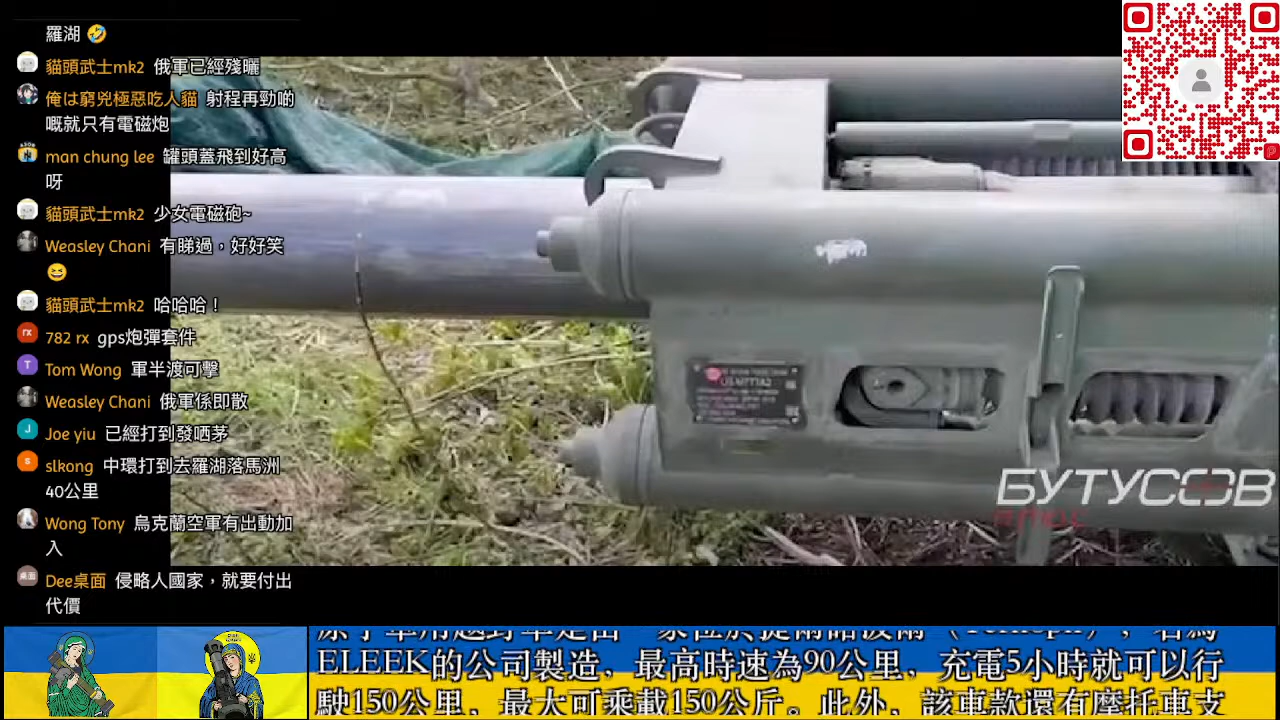 羅湖 🤣
貓頭武士mk2 俄軍已經殘曬
俺は窮兇極惡吃人貓 射程再勁啲
嘅就只有電磁炮
man chung lee 罐頭蓋飛到好高
呀
貓頭武士mk2 少女電磁砲~
Weasley Chani 有睇過，好好笑
😆
貓頭武士mk2 哈哈哈！
782 rx gps炮彈套件
Tom Wong 軍半渡可擊
Weasley Chani 俄軍係即散
Joe yiu 已經打到發哂茅
slkong 中環打到去羅湖落馬洲
40公里
Wong Tony 烏克蘭空軍有出動加
入
Dee桌面 侵略人國家，就要付出
代價
БУТУСОВ
ПЛЮС
ELEEK的公司製造，最高時速為90公里，充電5小時就可以行
駛150公里，最大可乘載150公斤。此外，該車款還有摩托車支